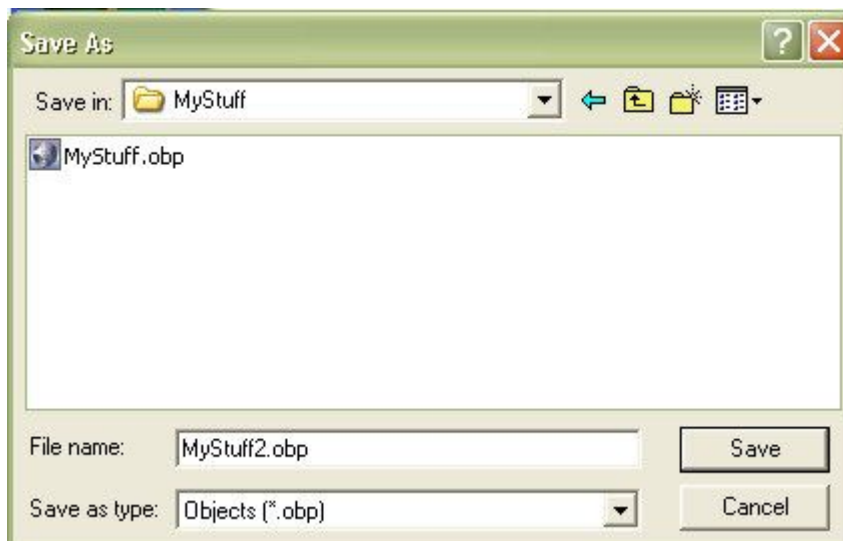 Save As
Save in: MyStuff
MyStuff.obp
File name: MyStuff2.obp Save
Save as type: Objects (*.obp) Cancel